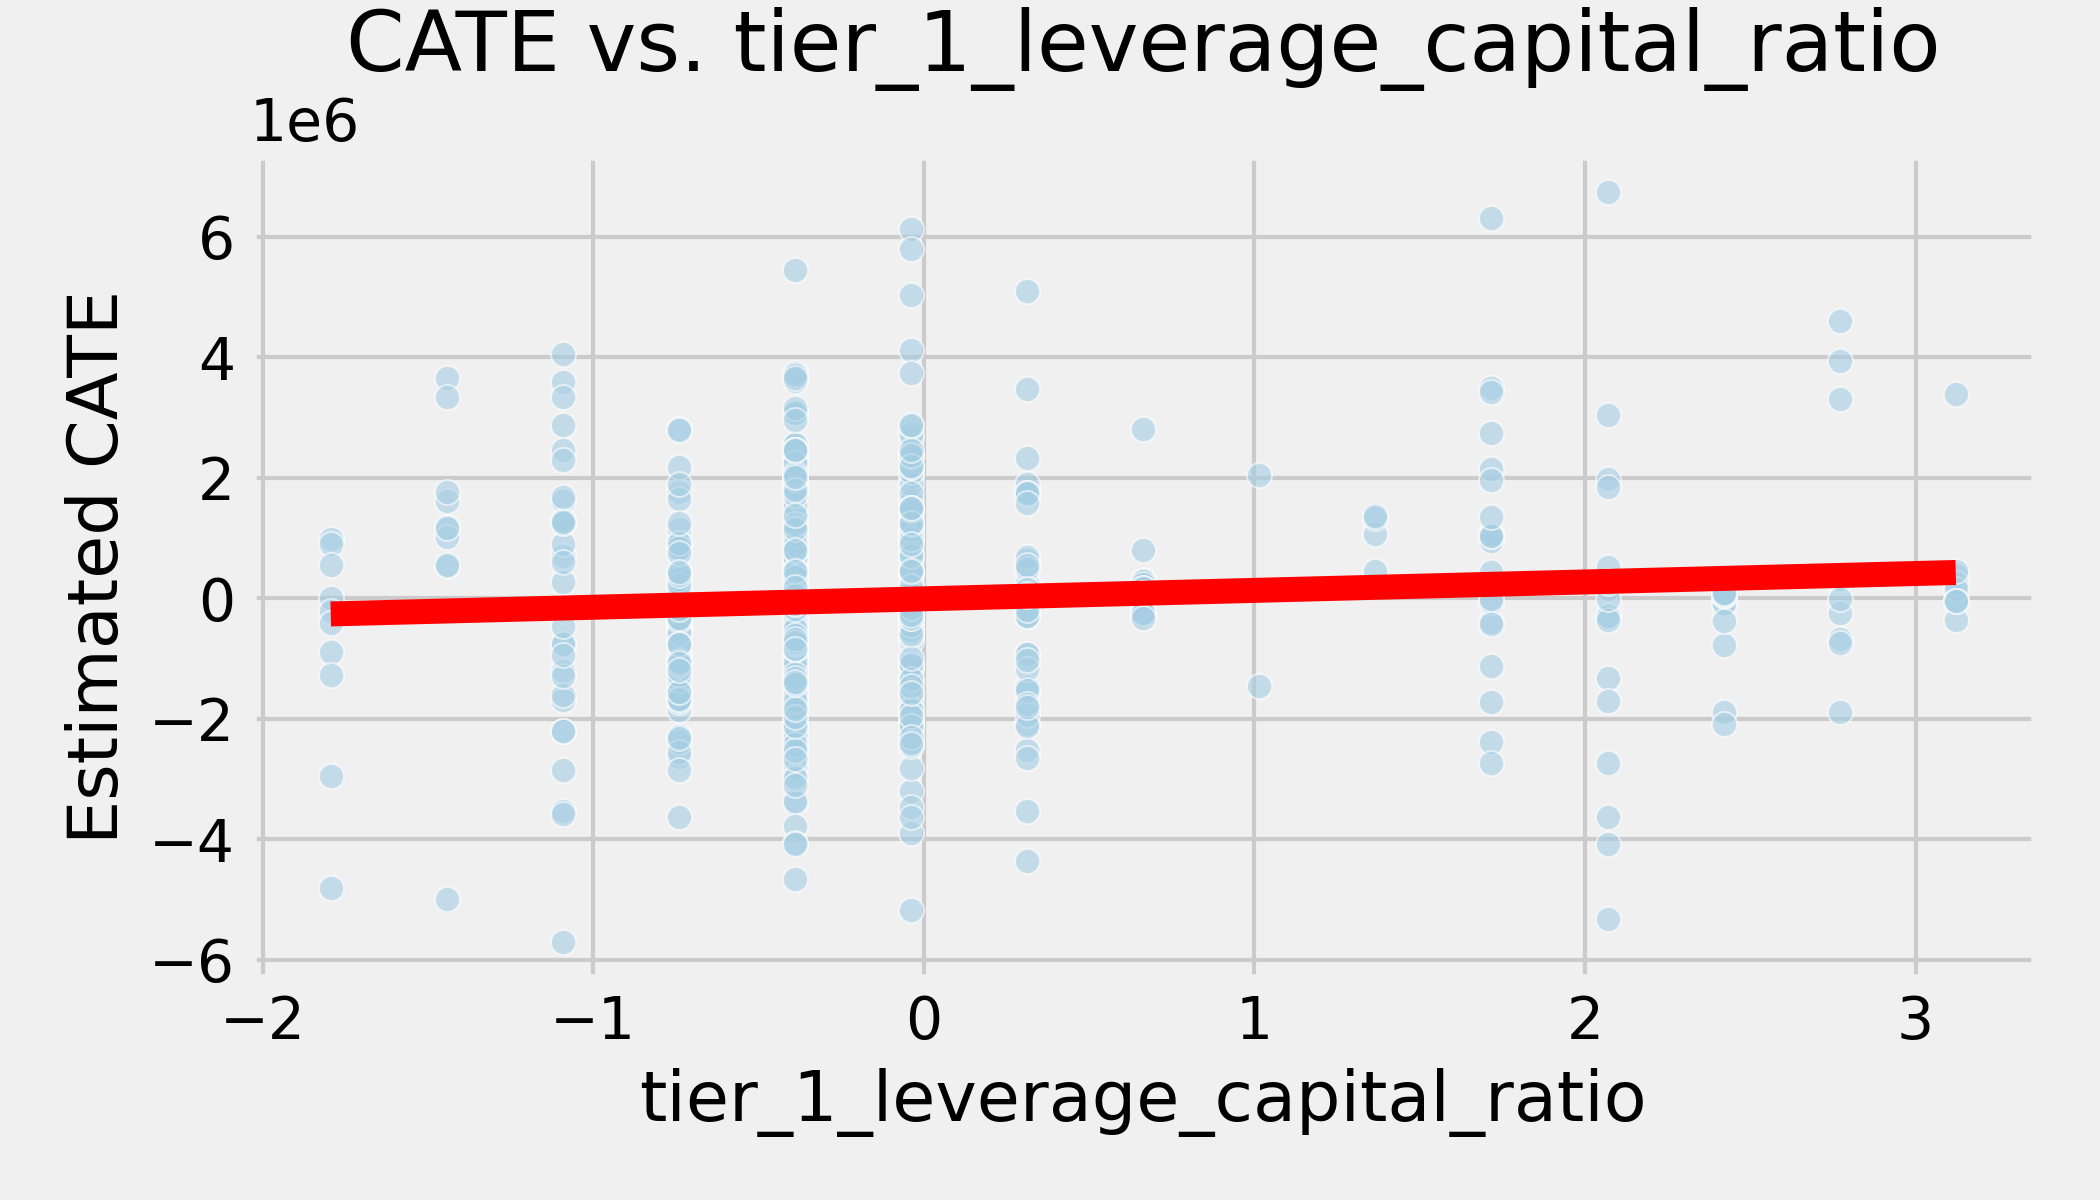 CATE vs. tier_1_leverage_capital_ratio
1e6
6
4
2
0
−2
−4
−6
Estimated CATE
−2 −1 0 1 2 3
tier_1_leverage_capital_ratio